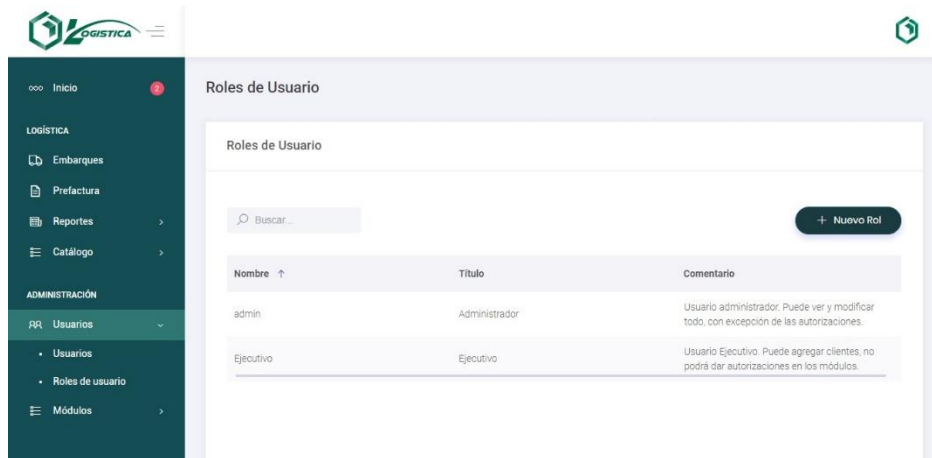 LOGISTICA
Inicio 2
Roles de Usuario
LOGÍSTICA
Roles de Usuario
Embarques
Prefactura
Reportes
Buscar...
+ Nuevo Rol
Catálogo
Nombre ↑ Título Comentario
ADMINISTRACIÓN
admin Administrador Usuario administrador. Puede ver y modificar
todo, con excepción de las autorizaciones.
Usuarios
Usuarios
Ejecutivo Ejecutivo Usuario Ejecutivo. Puede agregar clientes, no
podrá dar autorizaciones en los módulos.
Roles de usuario
Módulos